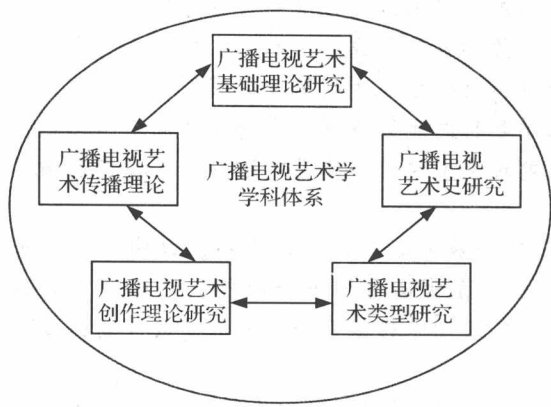 广播电视艺术
基础理论研究
广播电视艺
术传播理论
广播电视艺术学
学科体系
广播电视
艺术史研究
广播电视艺术
创作理论研究
广播电视艺
术类型研究